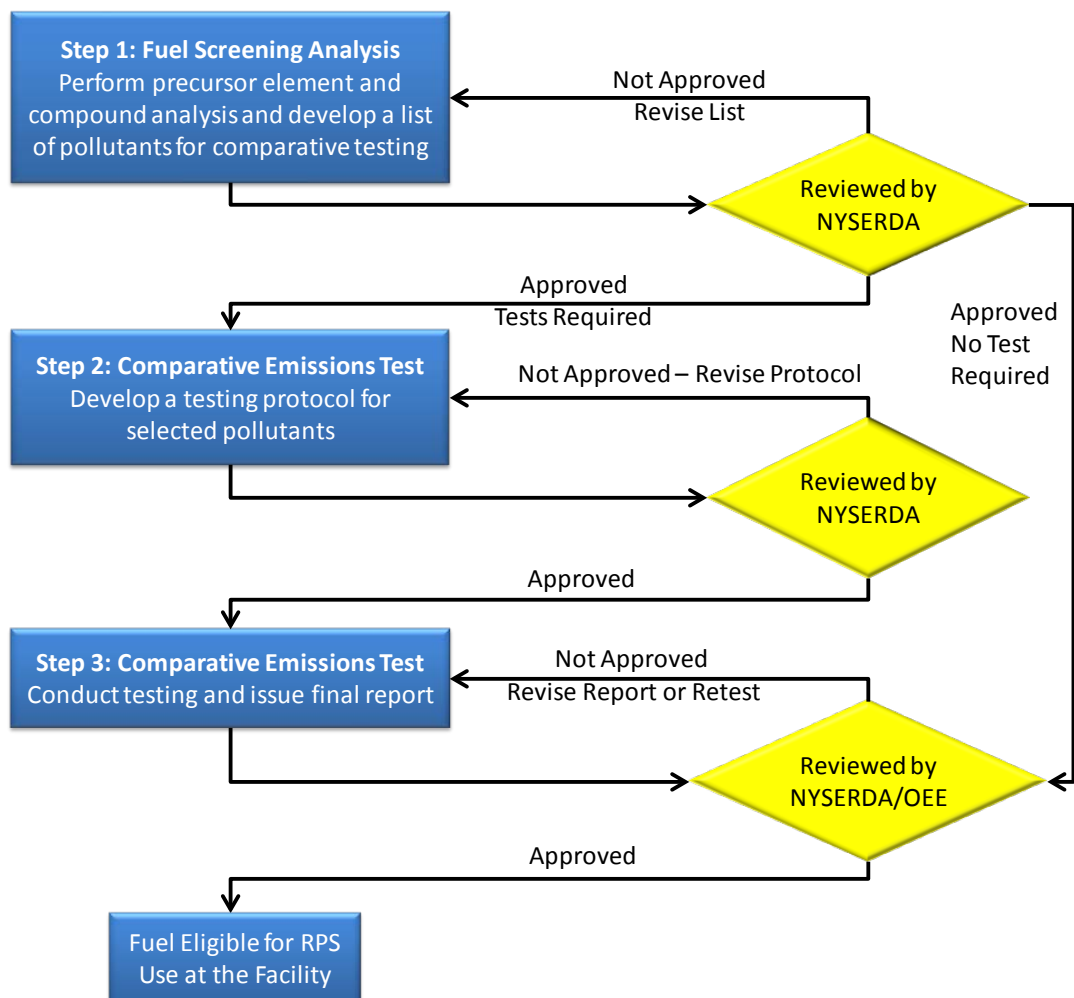 Step 1: Fuel Screening Analysis
Perform precursor element and
compound analysis and develop a list
of pollutants for comparative testing
Not Approved
Revise List
Reviewed by
NYSERDA
Approved
Tests Required
Approved
No Test
Required
Step 2: Comparative Emissions Test
Develop a testing protocol for
selected pollutants
Not Approved – Revise Protocol
Reviewed by
NYSERDA
Approved
Step 3: Comparative Emissions Test
Conduct testing and issue final report
Not Approved
Revise Report or Retest
Reviewed by
NYSERDA/OEE
Approved
Fuel Eligible for RPS
Use at the Facility